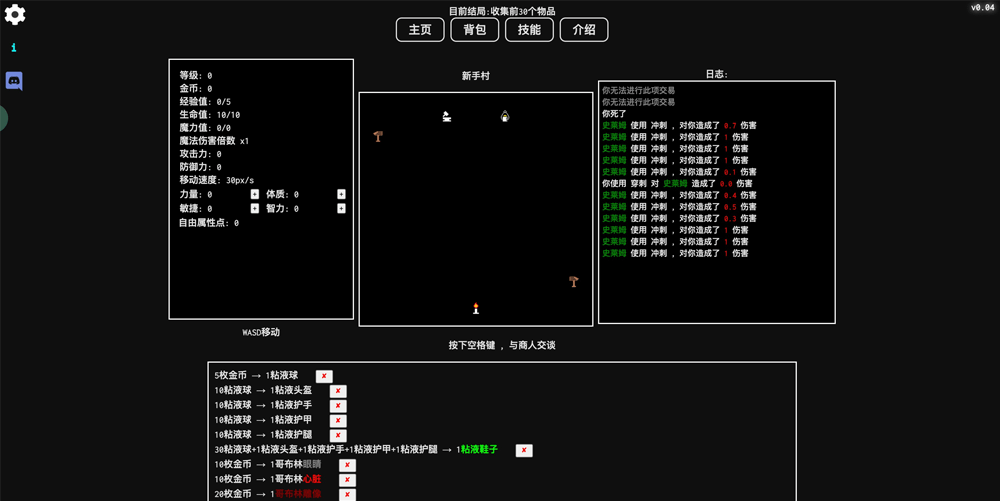 目前结局:收集前30个物品
v0.04
主页 背包 技能 介绍
等级: 0
金币: 0
经验值: 0/5
生命值: 10/10
魔力值: 0/0
魔法伤害倍数 x1
攻击力: 0
防御力: 0
移动速度: 30px/s
力量: 0 + 体质: 0 +
敏捷: 0 + 智力: 0 +
自由属性点: 0
WASD移动
新手村
日志:
你无法进行此项交易
你无法进行此项交易
你死了
史莱姆 使用 冲刺 , 对你造成了 0.7 伤害
史莱姆 使用 冲刺 , 对你造成了 1 伤害
史莱姆 使用 冲刺 , 对你造成了 1 伤害
史莱姆 使用 冲刺 , 对你造成了 1 伤害
史莱姆 使用 冲刺 , 对你造成了 0.1 伤害
你使用 穿刺 对 史莱姆 造成了 0.0 伤害
史莱姆 使用 冲刺 , 对你造成了 0.4 伤害
史莱姆 使用 冲刺 , 对你造成了 0.5 伤害
史莱姆 使用 冲刺 , 对你造成了 0.3 伤害
史莱姆 使用 冲刺 , 对你造成了 1 伤害
史莱姆 使用 冲刺 , 对你造成了 1 伤害
史莱姆 使用 冲刺 , 对你造成了 1 伤害
按下空格键 , 与商人交谈
5枚金币 → 1粘液球
10粘液球 → 1粘液头盔
10粘液球 → 1粘液护手
10粘液球 → 1粘液护甲
10粘液球 → 1粘液护腿
30粘液球+1粘液头盔+1粘液护手+1粘液护甲+1粘液护腿 → 1粘液鞋子
10枚金币 → 1哥布林眼睛
10枚金币 → 1哥布林心脏
20枚金币 → 1哥布林雕像